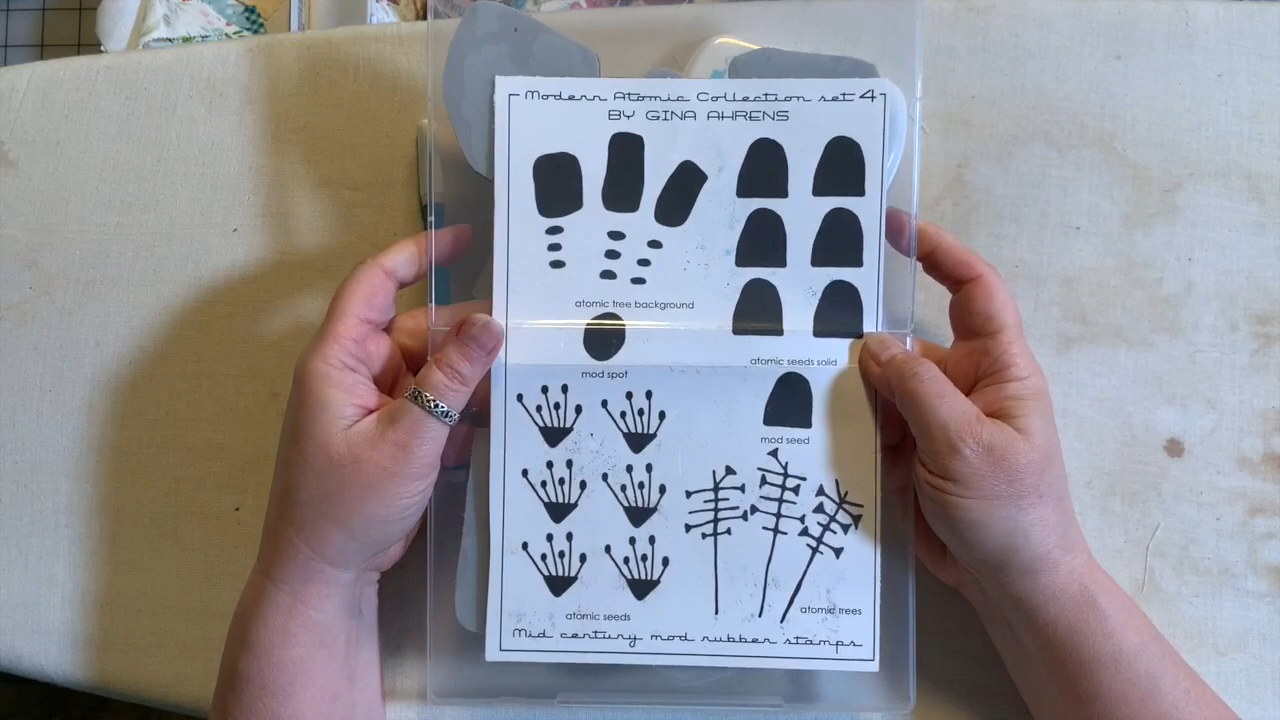 Modern Atomic Collection set 4
BY GINA AHRENS
atomic tree background
atomic seeds solid
mod spot
mod seed
atomic seeds
atomic trees
Mid century mod rubber stamps